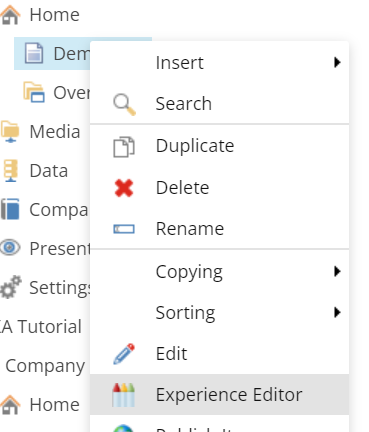 Home
Dem
Insert
Over
Search
Media
Duplicate
Data
Delete
Compa
Rename
Present
Copying
Settings
Sorting
A Tutorial
Edit
Company
Experience Editor
Home